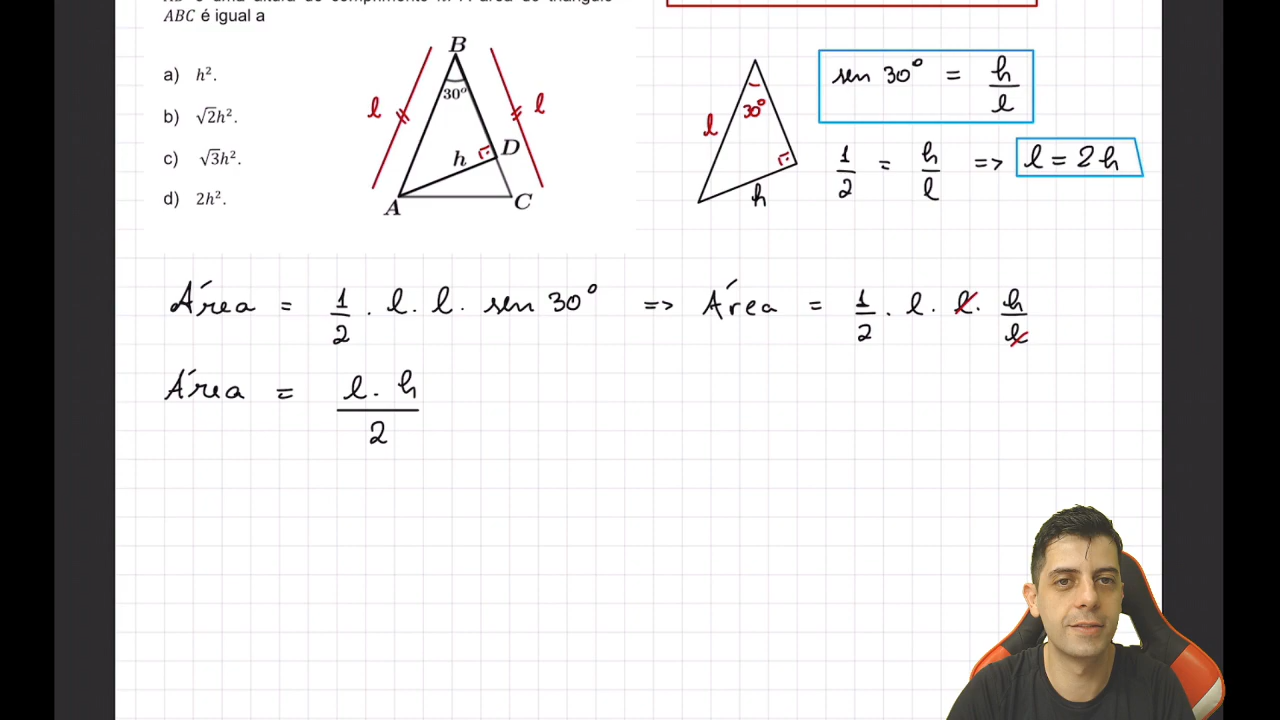 ABC é igual a
a) h².
b) √2h².
c) √3h².
d) 2h².
B
30°
l
l
D
h
A
C
l
30°
h
sen 30° = h/l
1/2 = h/l => l = 2h
Área = 1/2 . l . l . sen 30° => Área = 1/2 . l . l . h/l
Área = l . h / 2